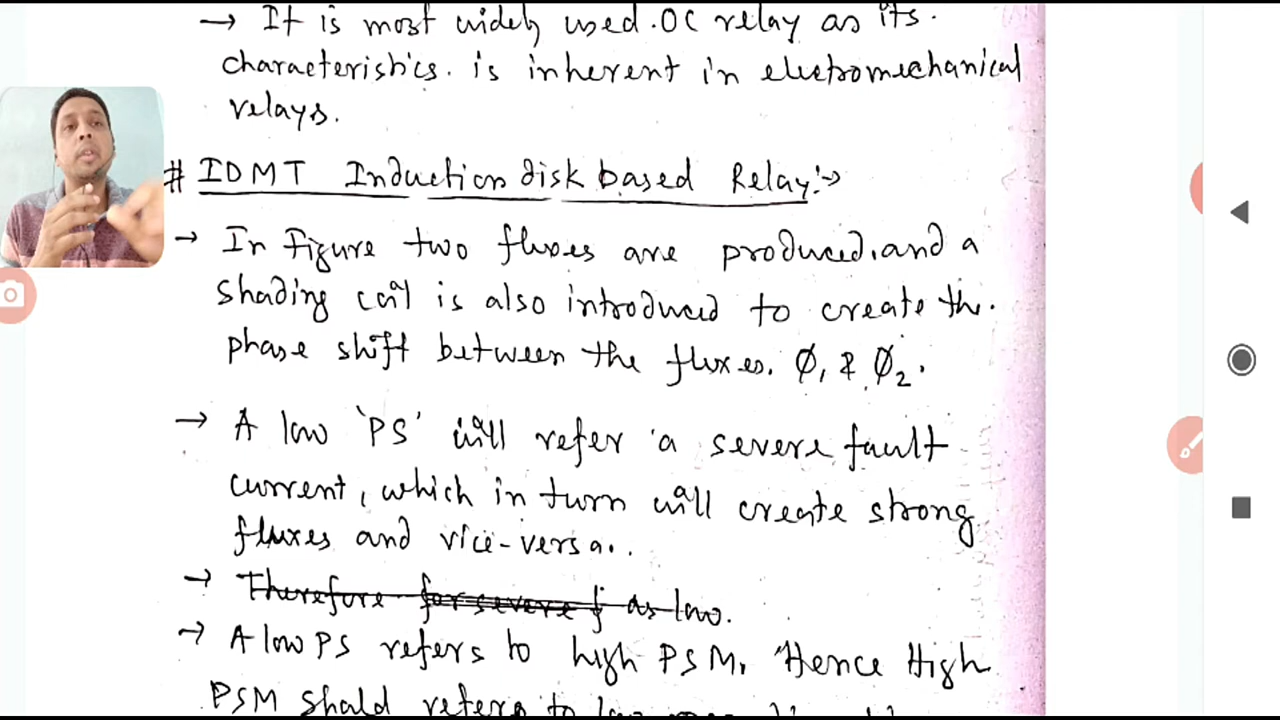 → It is most widely used OC relay as its
characteristics. is inherent in electromechanical
relays.
# IDMT Induction disk based Relay:→
→ In Figure two fluxes are produced, and a
shading coil is also introduced to create the
phase shift between the fluxes. Ø₁ & Ø₂.
→ A low 'PS' will refer a severe fault
current, which in turn will create strong
fluxes and vice-versa.
→ Therefore for severe f as low.
→ A low PS refers to high PSM. Hence High
PSM should refers to low